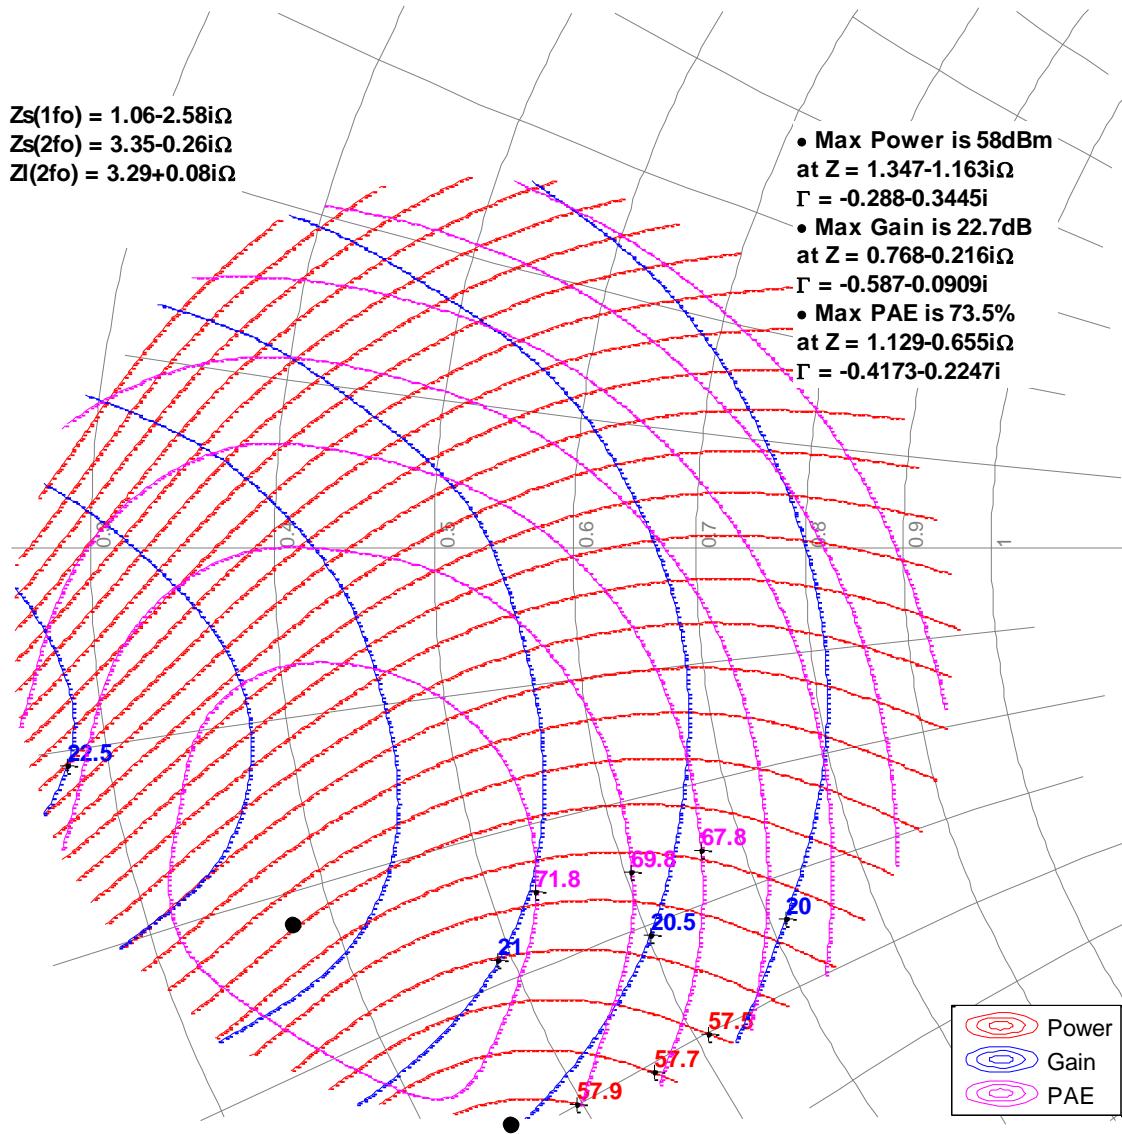 Zs(1fo) = 1.06-2.58iΩ
Zs(2fo) = 3.35-0.26iΩ
Zl(2fo) = 3.29+0.08iΩ
• Max Power is 58dBm
at Z = 1.347-1.163iΩ
Γ = -0.288-0.3445i
• Max Gain is 22.7dB
at Z = 0.768-0.216iΩ
Γ = -0.587-0.0909i
• Max PAE is 73.5%
at Z = 1.129-0.655iΩ
Γ = -0.4173-0.2247i
0.3 0.4 0.5 0.6 0.7 0.8 0.9 1
22.5
67.8
69.8
71.8
20
20.5
21
57.5
57.7
57.9
Power
Gain
PAE